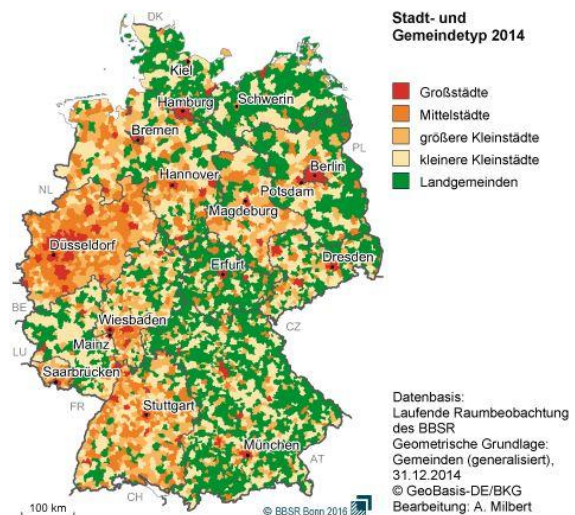 DK
Stadt- und
Gemeindetyp 2014
Kiel
Großstädte
Hamburg
Schwerin
Mittelstädte
Bremen
größere Kleinstädte
PL
kleinere Kleinstädte
Hannover
Berlin
Potsdam
Landgemeinden
NL
Magdeburg
Düsseldorf
Erfurt
Dresden
BE
Wiesbaden
CZ
LU
Mainz
Saarbrücken
FR
Stuttgart
Datenbasis:
Laufende Raumbeobachtung
des BBSR
Geometrische Grundlage:
Gemeinden (generalisiert),
31.12.2014
© GeoBasis-DE/BKG
Bearbeitung: A. Milbert
München
AT
CH
100 km
© BBSR Bonn 2016